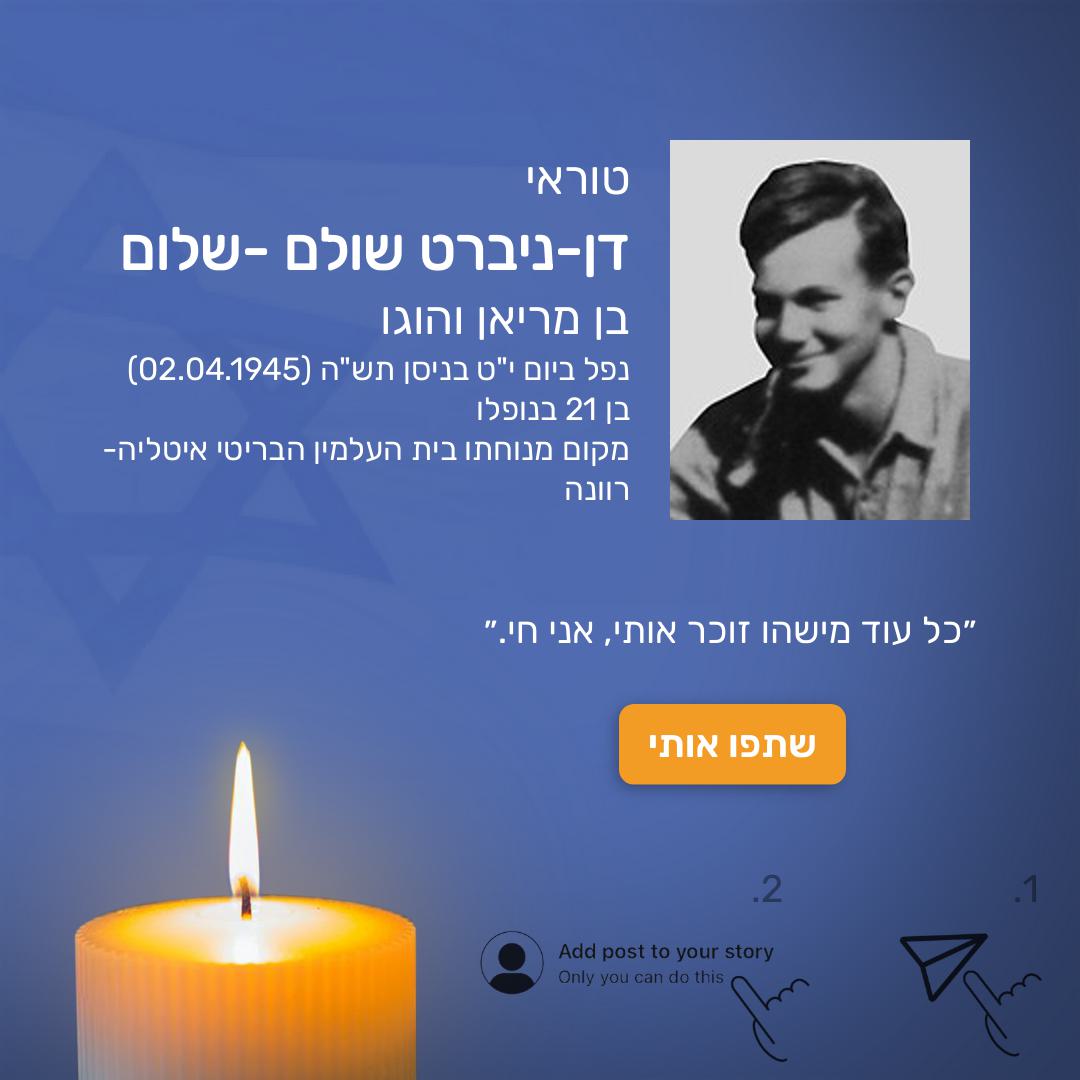 טוראי
דן-ניברט שולם -שלום
בן מריאן והוגו
נפל ביום י"ט בניסן תש"ה (02.04.1945)
בן 21 בנופלו
מקום מנוחתו בית העלמין הבריטי איטליה-
רוונה
״כל עוד מישהו זוכר אותי, אני חי.״
שתפו אותי
.1
.2
Add post to your story
Only you can do this